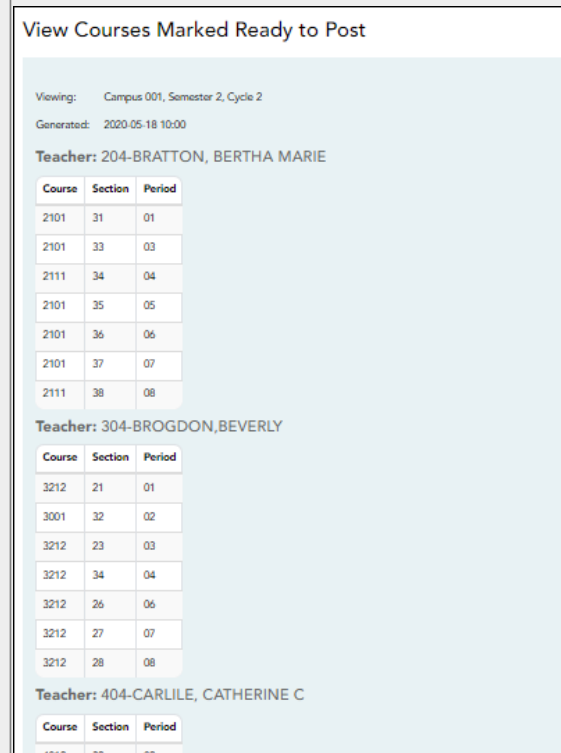 View Courses Marked Ready to Post
Viewing: Campus 001, Semester 2, Cycle 2
Generated: 2020-05-18 10:00
Teacher: 204-BRATTON, BERTHA MARIE
Course Section Period
2101 31 01
2101 33 03
2111 34 04
2101 35 05
2101 36 06
2101 37 07
2111 38 08
Teacher: 304-BROGDON,BEVERLY
Course Section Period
3212 21 01
3001 32 02
3212 23 03
3212 34 04
3212 26 06
3212 27 07
3212 28 08
Teacher: 404-CARLILE, CATHERINE C
Course Section Period